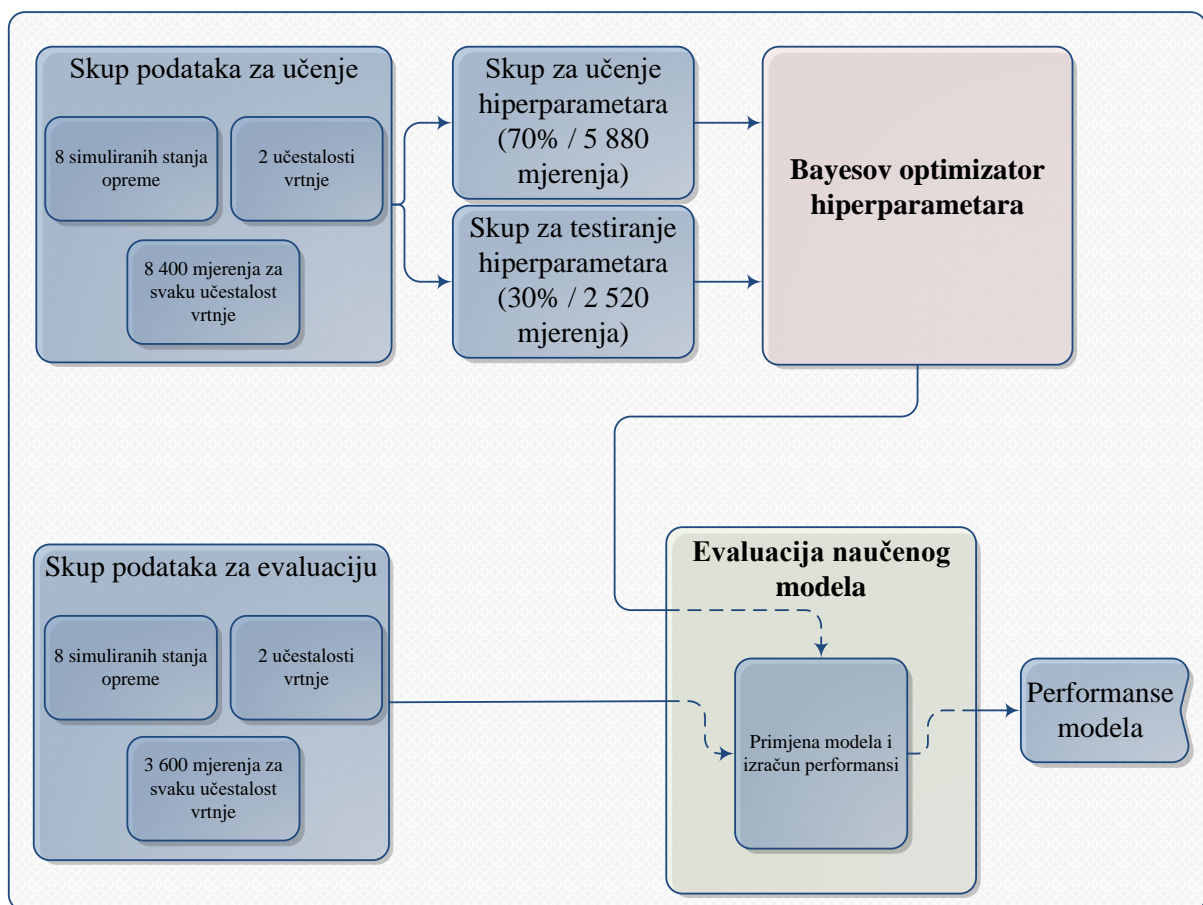 Skup podataka za učenje
8 simuliranih stanja
opreme
2 učestalosti
vrtnje
8 400 mjerenja za
svaku učestalost
vrtnje
Skup za učenje
hiperparametara
(70% / 5 880
mjerenja)
Skup za testiranje
hiperparametara
(30% / 2 520
mjerenja)
Bayesov optimizator
hiperparametara
Skup podataka za evaluaciju
8 simuliranih stanja
opreme
2 učestalosti
vrtnje
3 600 mjerenja za
svaku učestalost
vrtnje
Evaluacija naučenog
modela
Primjena modela i
izračun performansi
Performanse
modela